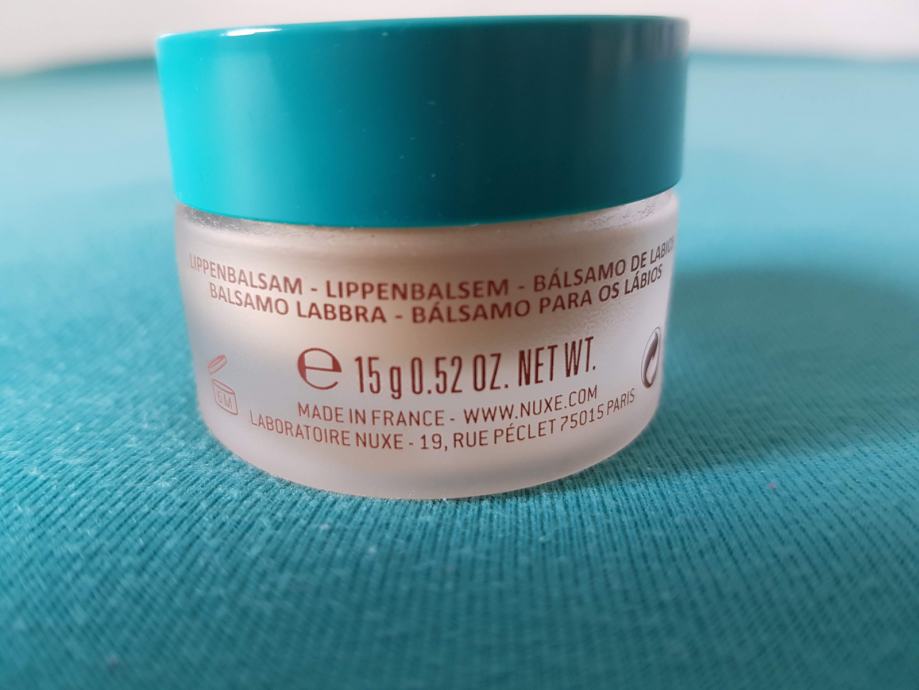 LIPPENBALSAM - LIPPENBALSEM - BÁLSAMO DE LABIOS
BALSAMO LABBRA - BÁLSAMO PARA OS LÁBIOS
e 15 g 0.52 OZ. NET WT.
6M
MADE IN FRANCE - WWW.NUXE.COM
LABORATOIRE NUXE - 19, RUE PÉCLET 75015 PARIS